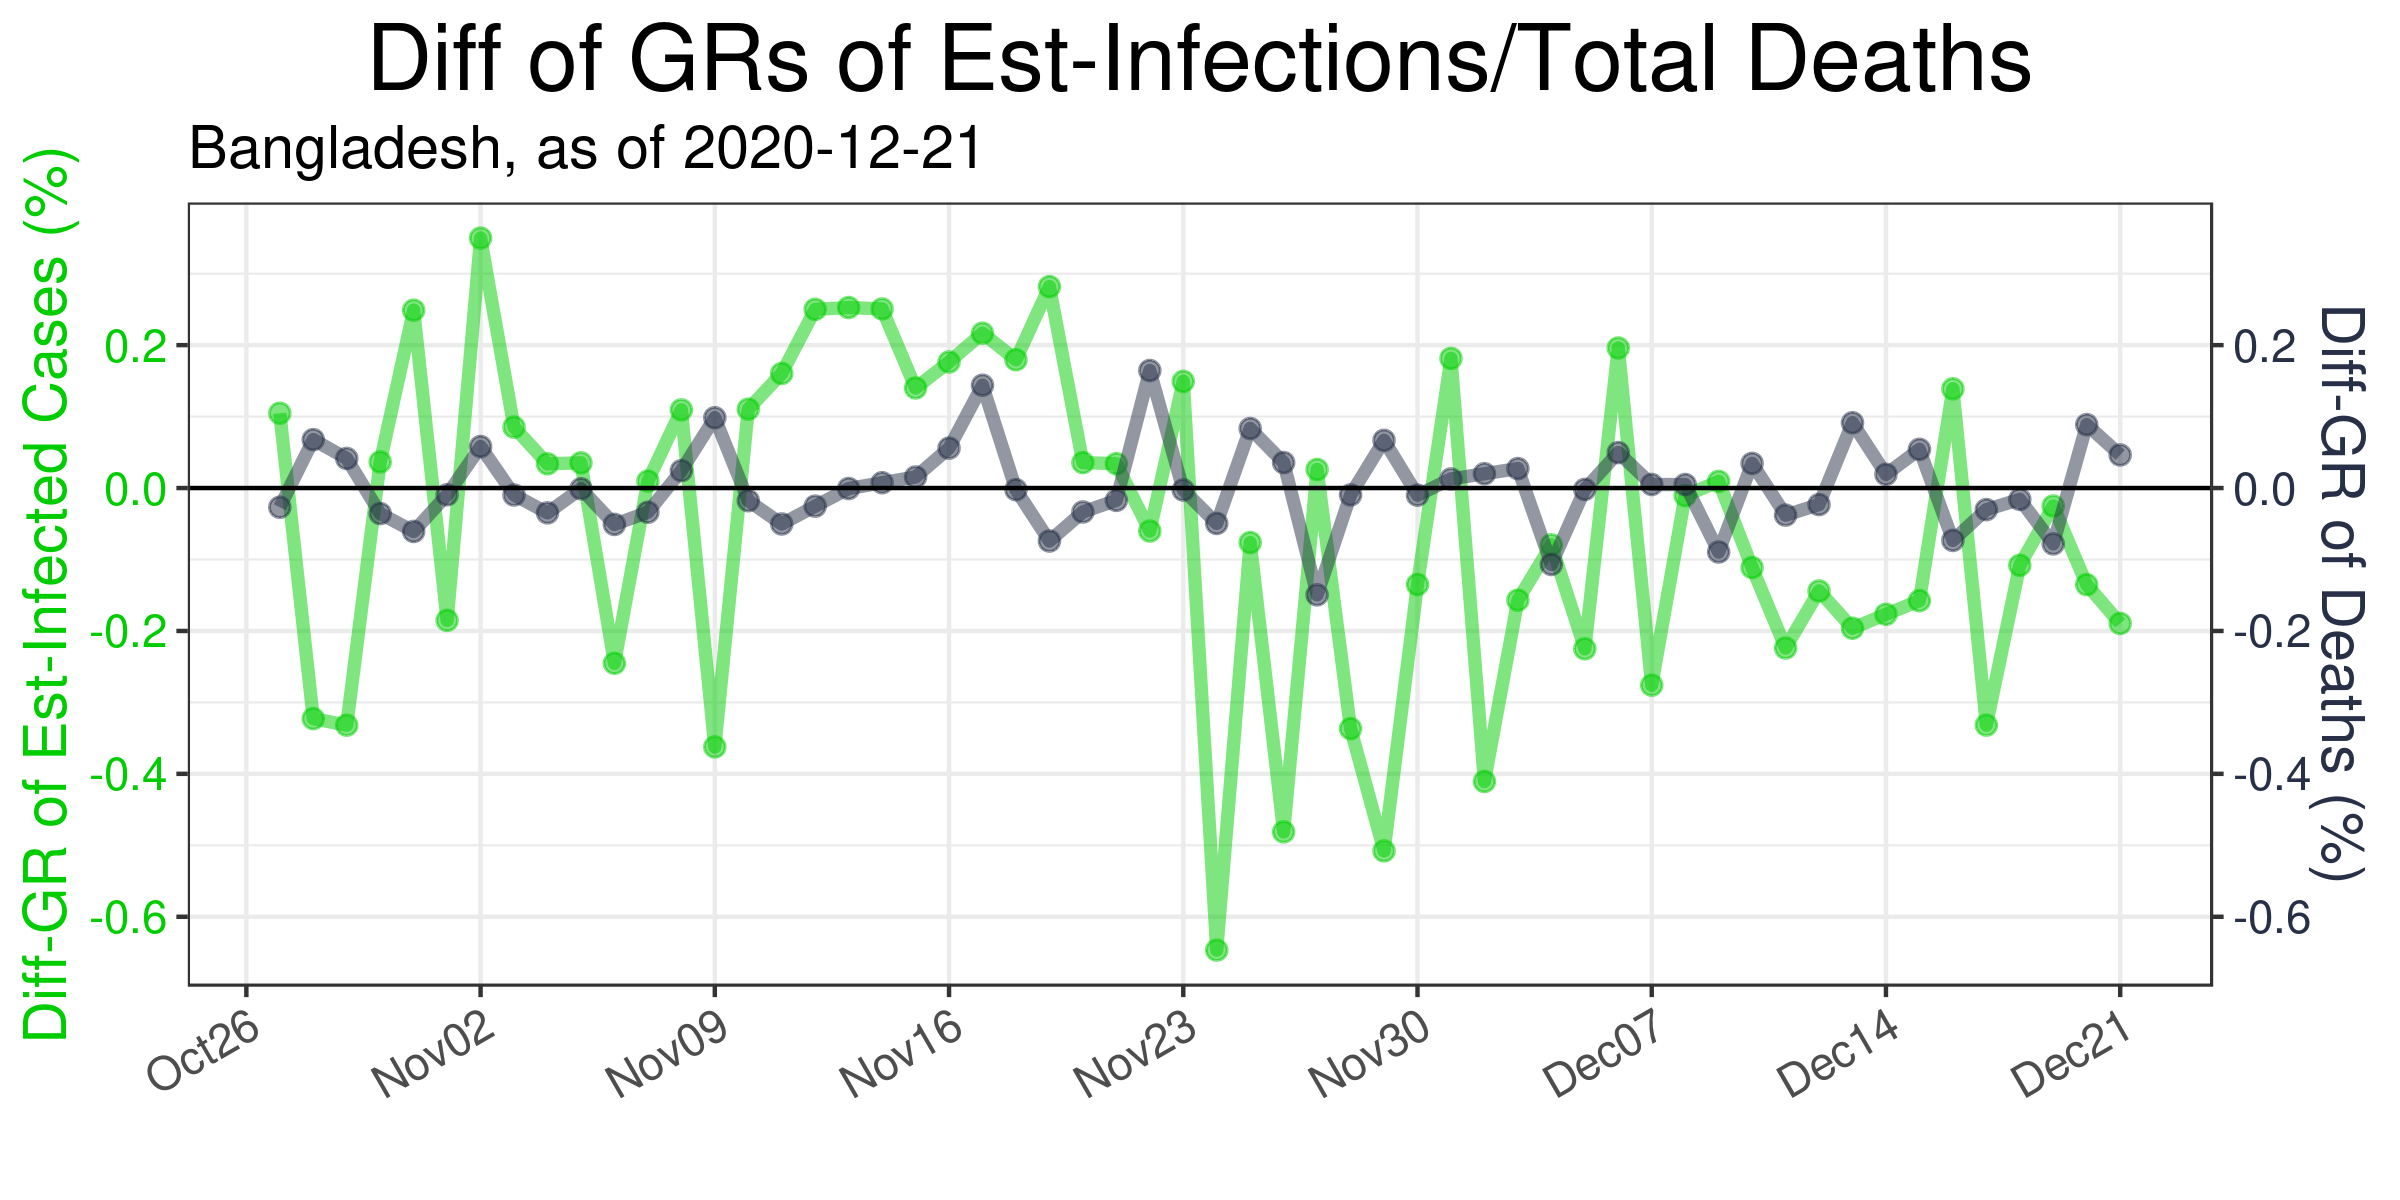 Diff of GRs of Est-Infections/Total Deaths
Bangladesh, as of 2020-12-21
Diff-GR of Est-Infected Cases (%)
0.2
0.0
-0.2
-0.4
-0.6
0.2
0.0
-0.2
-0.4
-0.6
Diff-GR of Deaths (%)
Oct26
Nov02
Nov09
Nov16
Nov23
Nov30
Dec07
Dec14
Dec21